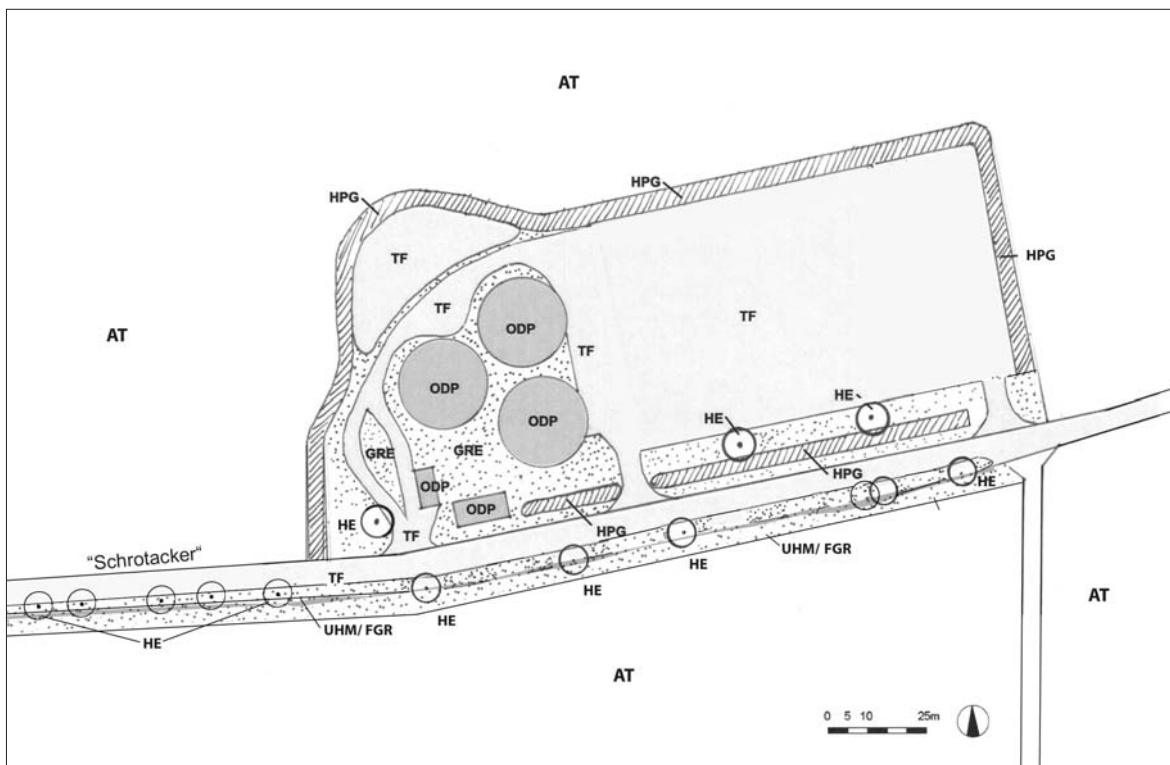 AT
HPG
HPG
TF
HPG
AT
TF
ODP
TF
TF
ODP
HE
HE
ODP
GRE
GRE
HPG
ODP
HE
HE
ODP
HE
TF
HPG
"Schrotacker"
UHM/ FGR
TF
HE
HE
AT
HE
UHM/ FGR
HE
AT
0 5 10 25m